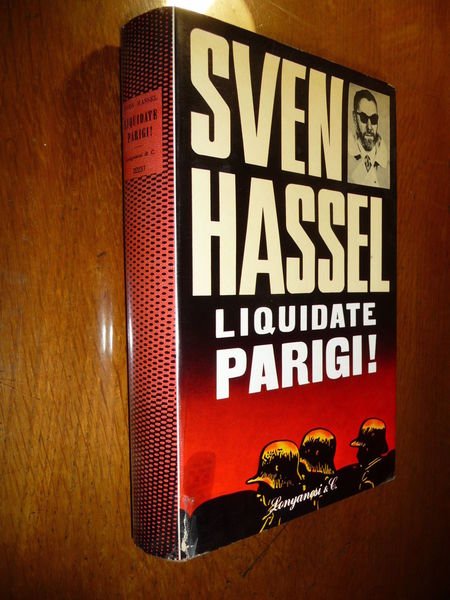 SVEN
HASSEL
LIQUIDATE
PARIGI!
Longanesi & C.
SVEN HASSEL
LIQUIDATE
PARIGI!
Longanesi & C.